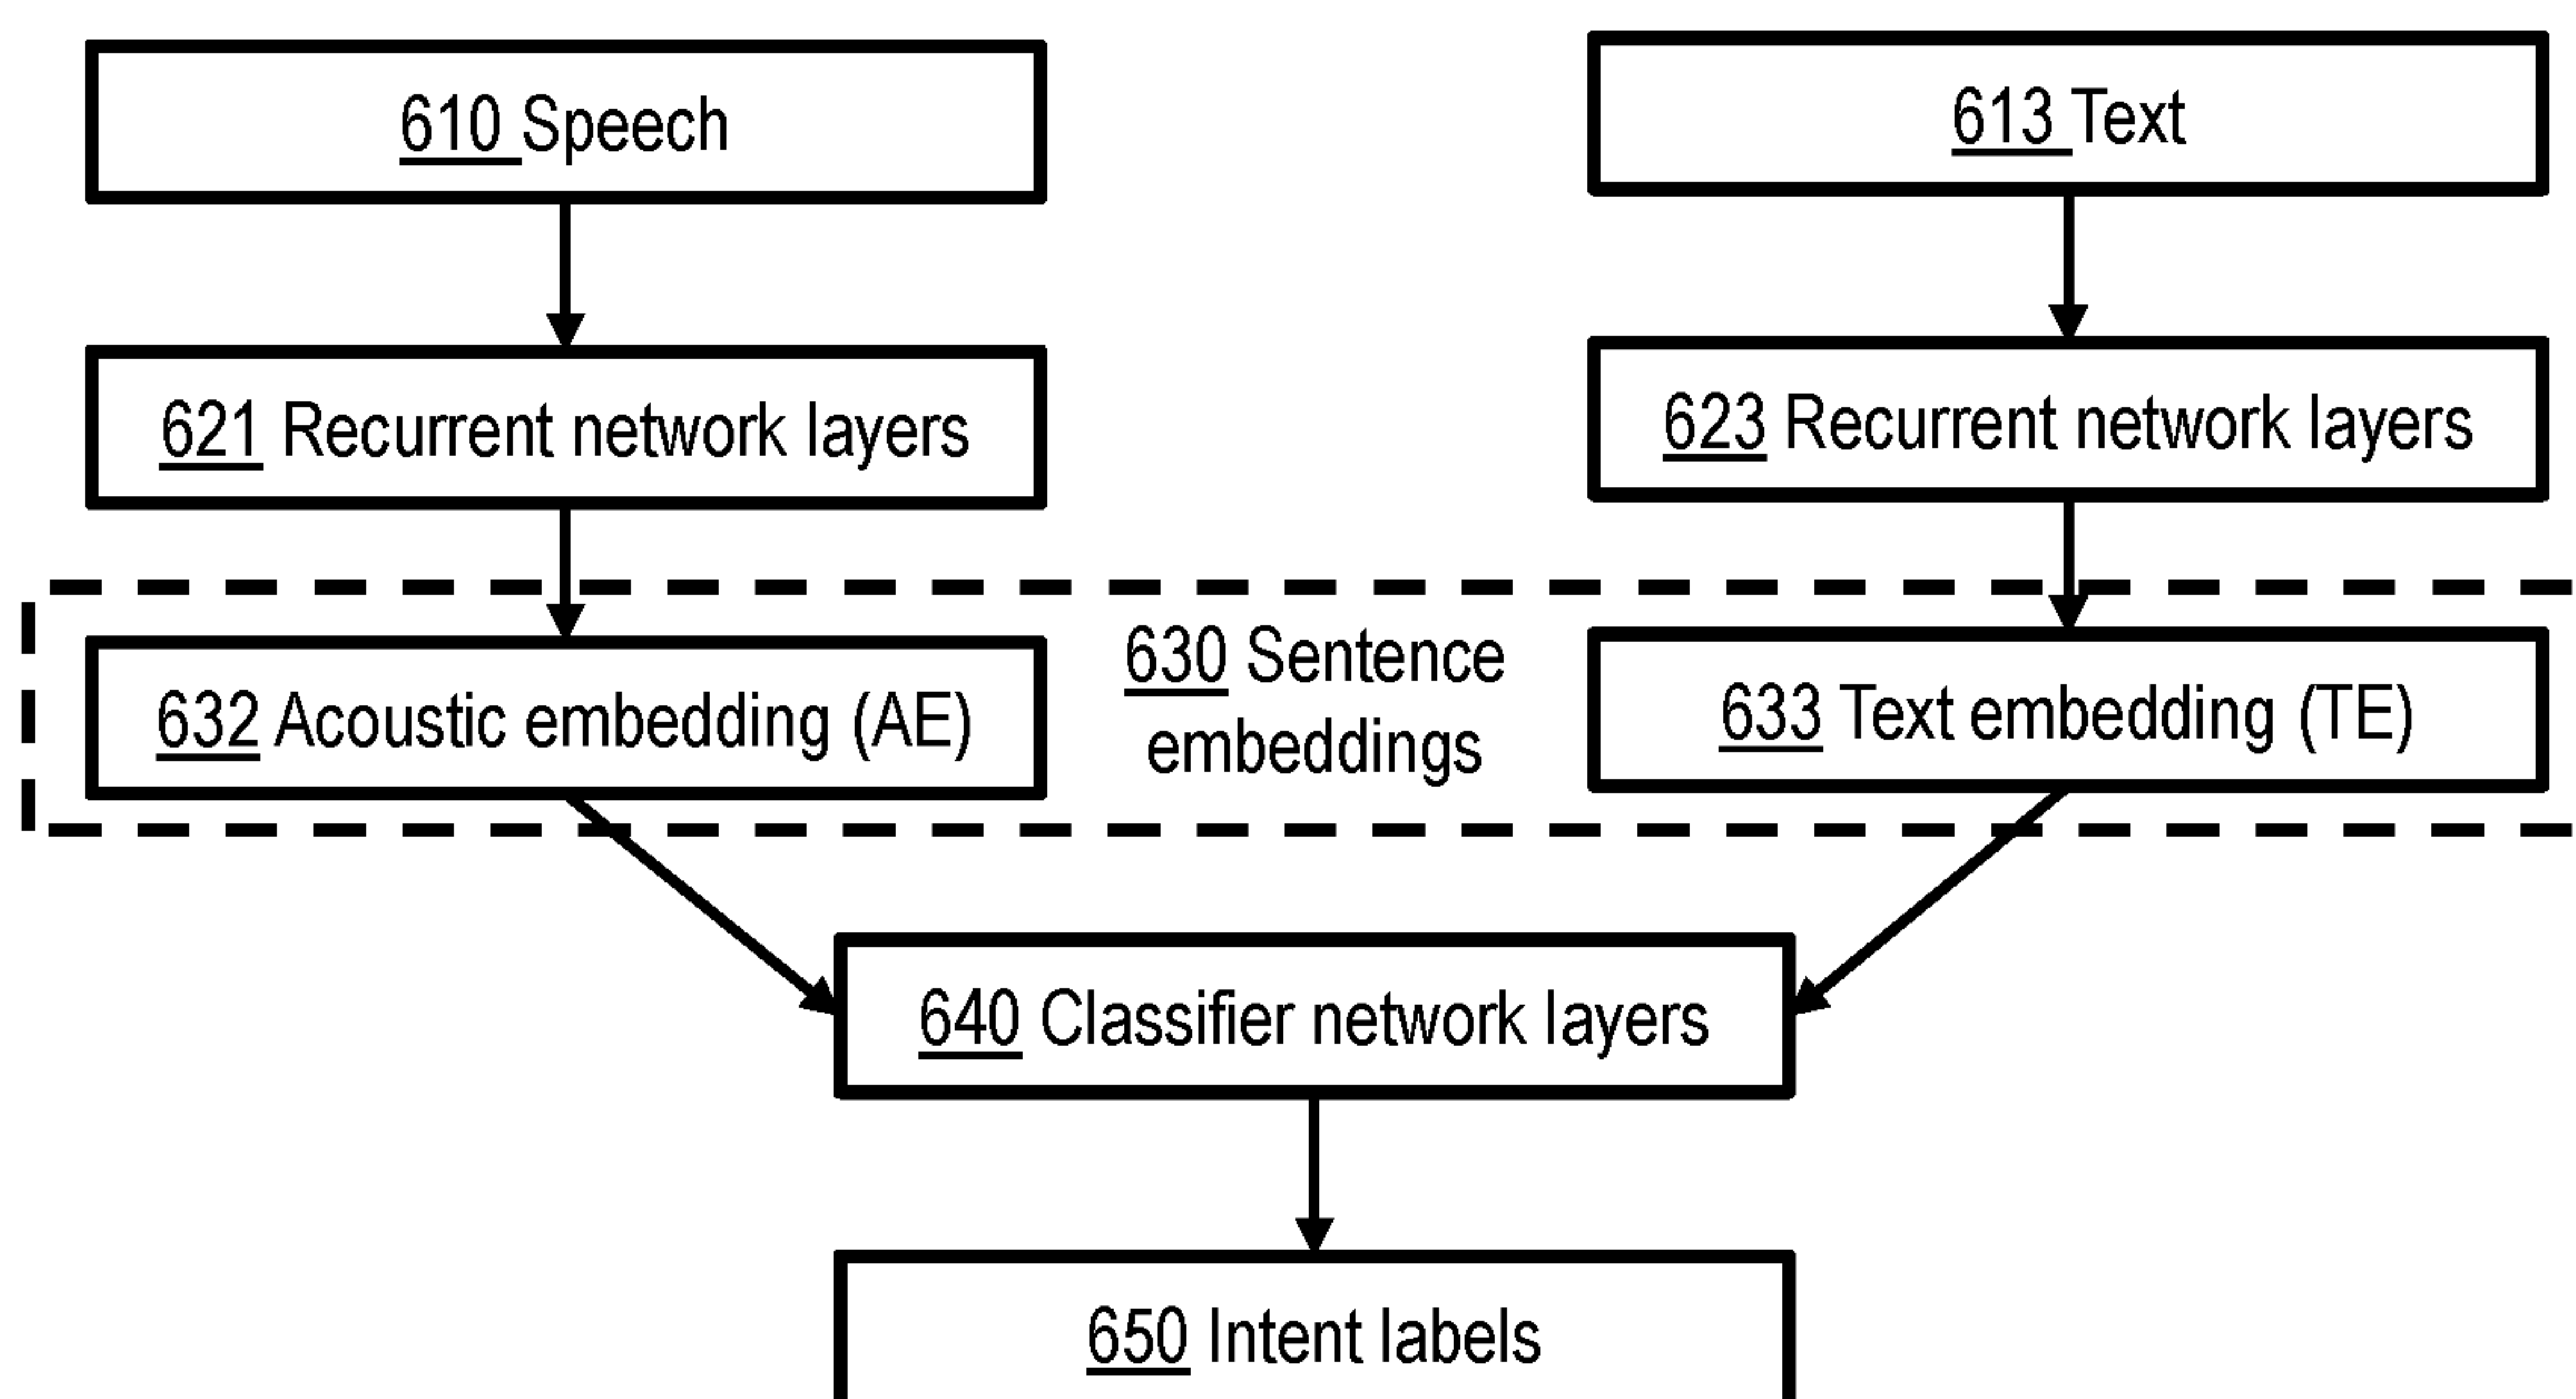 610 Speech
613 Text
621 Recurrent network layers
623 Recurrent network layers
632 Acoustic embedding (AE)
630 Sentence
embeddings
633 Text embedding (TE)
640 Classifier network layers
650 Intent labels